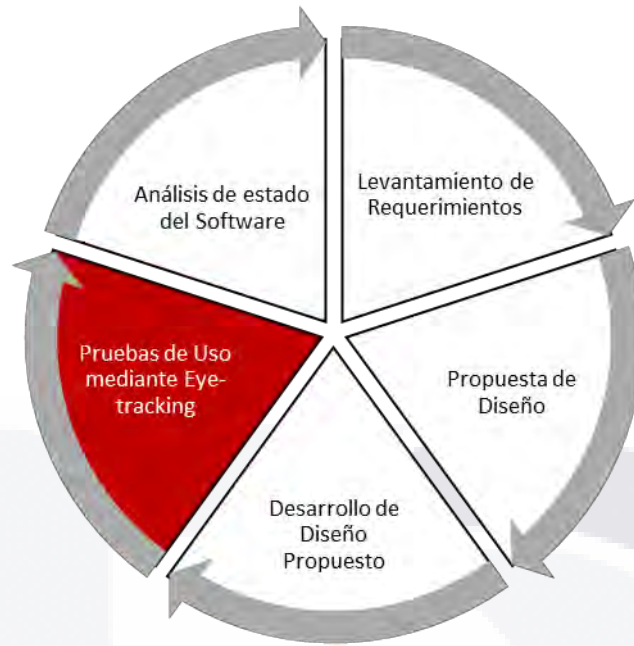 Análisis de estado
del Software
Levantamiento de
Requerimientos
Propuesta de
Diseño
Desarrollo de
Diseño
Propuesto
Pruebas de Uso
mediante Eye-
tracking